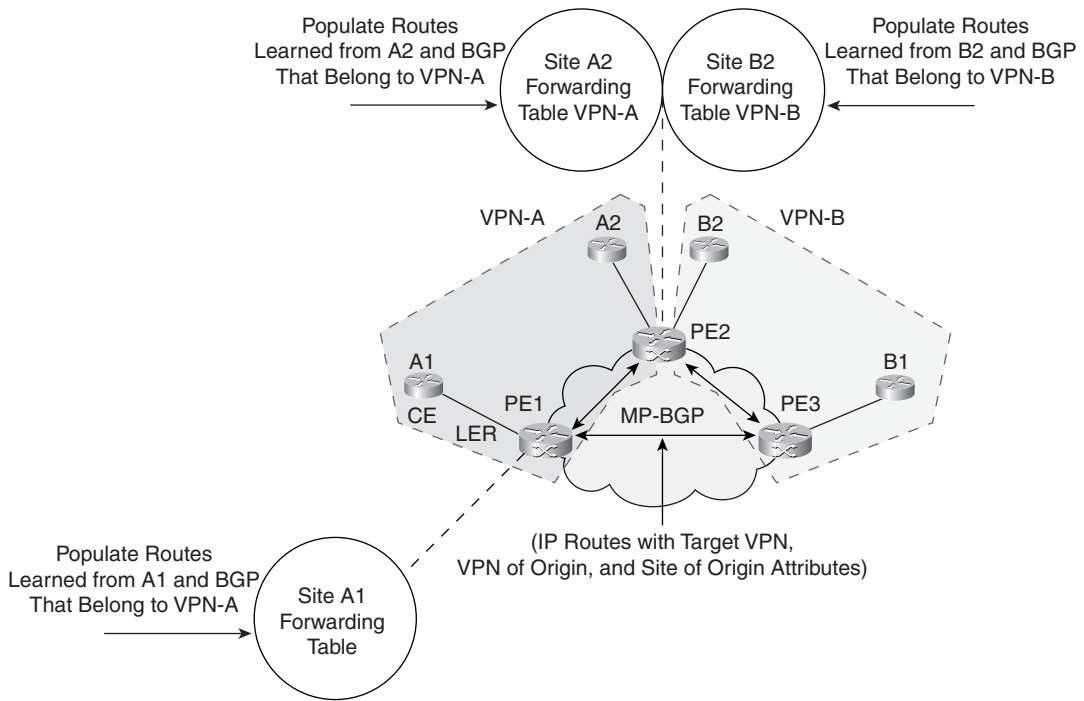 Populate Routes
Learned from A2 and BGP
That Belong to VPN-A
Site A2
Forwarding
Table VPN-A
Site B2
Forwarding
Table VPN-B
Populate Routes
Learned from B2 and BGP
That Belong to VPN-B
VPN-A
A2
B2
VPN-B
PE2
A1
CE
LER
PE1
MP-BGP
PE3
B1
(IP Routes with Target VPN,
VPN of Origin, and Site of Origin Attributes)
Populate Routes
Learned from A1 and BGP
That Belong to VPN-A
Site A1
Forwarding
Table